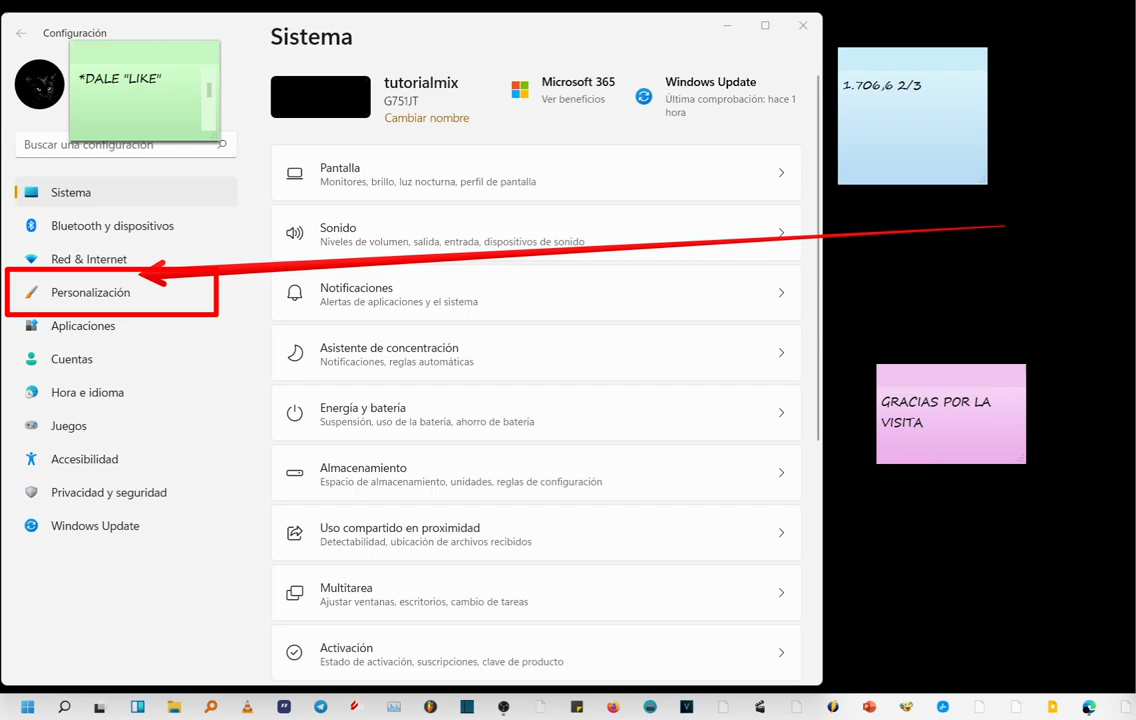 Configuración
*DALE "LIKE"
Buscar una configuración
Sistema
Bluetooth y dispositivos
Red & Internet
Personalización
Aplicaciones
Cuentas
Hora e idioma
Juegos
Accesibilidad
Privacidad y seguridad
Windows Update
Sistema
tutorialmix
G751JT
Cambiar nombre
Microsoft 365
Ver beneficios
Windows Update
Última comprobación: hace 1
hora
Pantalla
Monitores, brillo, luz nocturna, perfil de pantalla
Sonido
Niveles de volumen, salida, entrada, dispositivos de sonido
Notificaciones
Alertas de aplicaciones y el sistema
Asistente de concentración
Notificaciones, reglas automáticas
Energía y batería
Suspensión, uso de la batería, ahorro de batería
Almacenamiento
Espacio de almacenamiento, unidades, reglas de configuración
Uso compartido en proximidad
Detectabilidad, ubicación de archivos recibidos
Multitarea
Ajustar ventanas, escritorios, cambio de tareas
Activación
Estado de activación, suscripciones, clave de producto
1.706,6 2/3
GRACIAS POR LA
VISITA